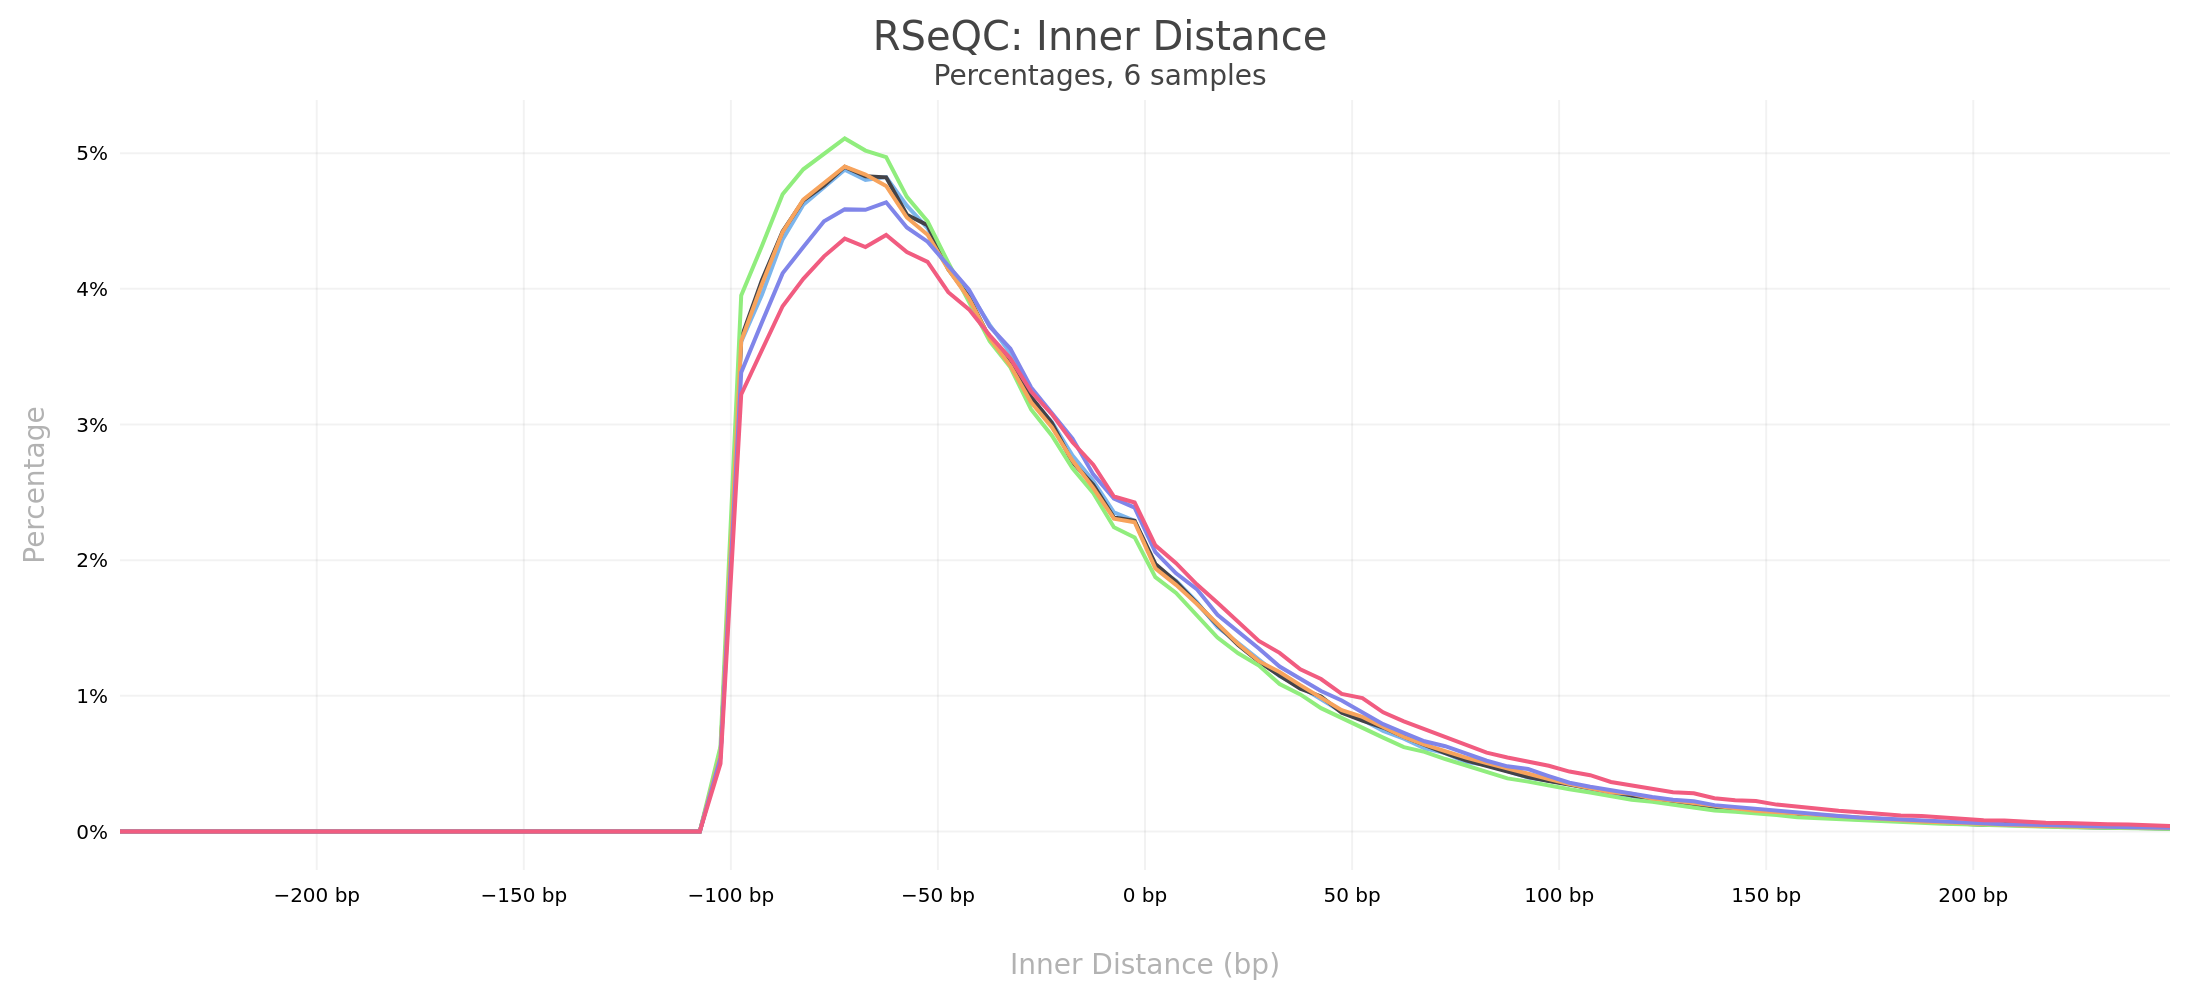 RSeQC: Inner Distance
Percentages, 6 samples
5%
4%
3%
2%
1%
0%
Percentage
−200 bp
−150 bp
−100 bp
−50 bp
0 bp
50 bp
100 bp
150 bp
200 bp
Inner Distance (bp)